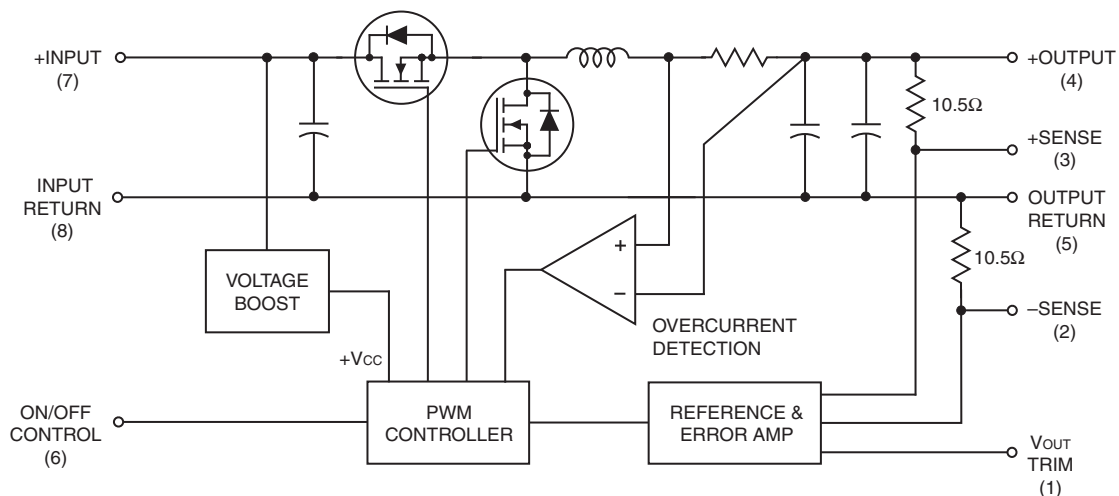 +INPUT
(7)
+OUTPUT
(4)
10.5Ω
+SENSE
(3)
INPUT
RETURN
(8)
OUTPUT
RETURN
(5)
+
10.5Ω
VOLTAGE
BOOST
–
–SENSE
(2)
OVERCURRENT
DETECTION
+VCC
ON/OFF
CONTROL
(6)
PWM
CONTROLLER
REFERENCE &
ERROR AMP
VOUT
TRIM
(1)